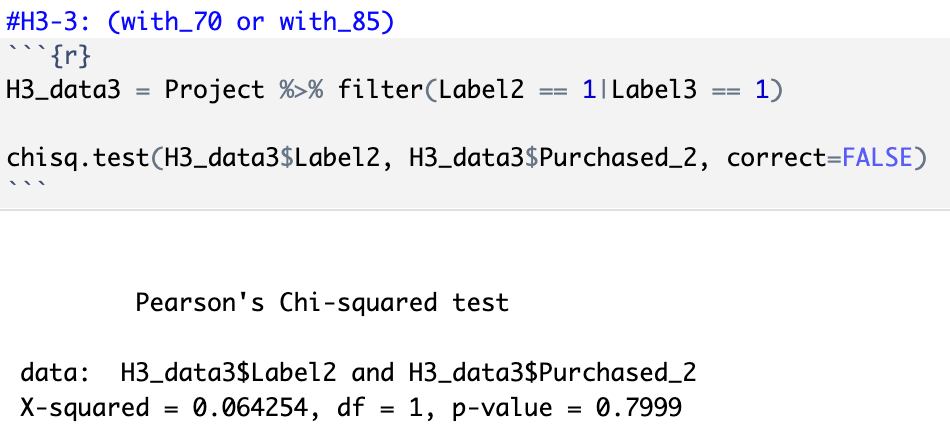 #H3-3: (with_70 or with_85)
```{r}
H3_data3 = Project %>% filter(Label2 == 1|Label3 == 1)
chisq.test(H3_data3$Label2, H3_data3$Purchased_2, correct=FALSE)
```
Pearson's Chi-squared test
data:  H3_data3$Label2 and H3_data3$Purchased_2
X-squared = 0.064254, df = 1, p-value = 0.7999